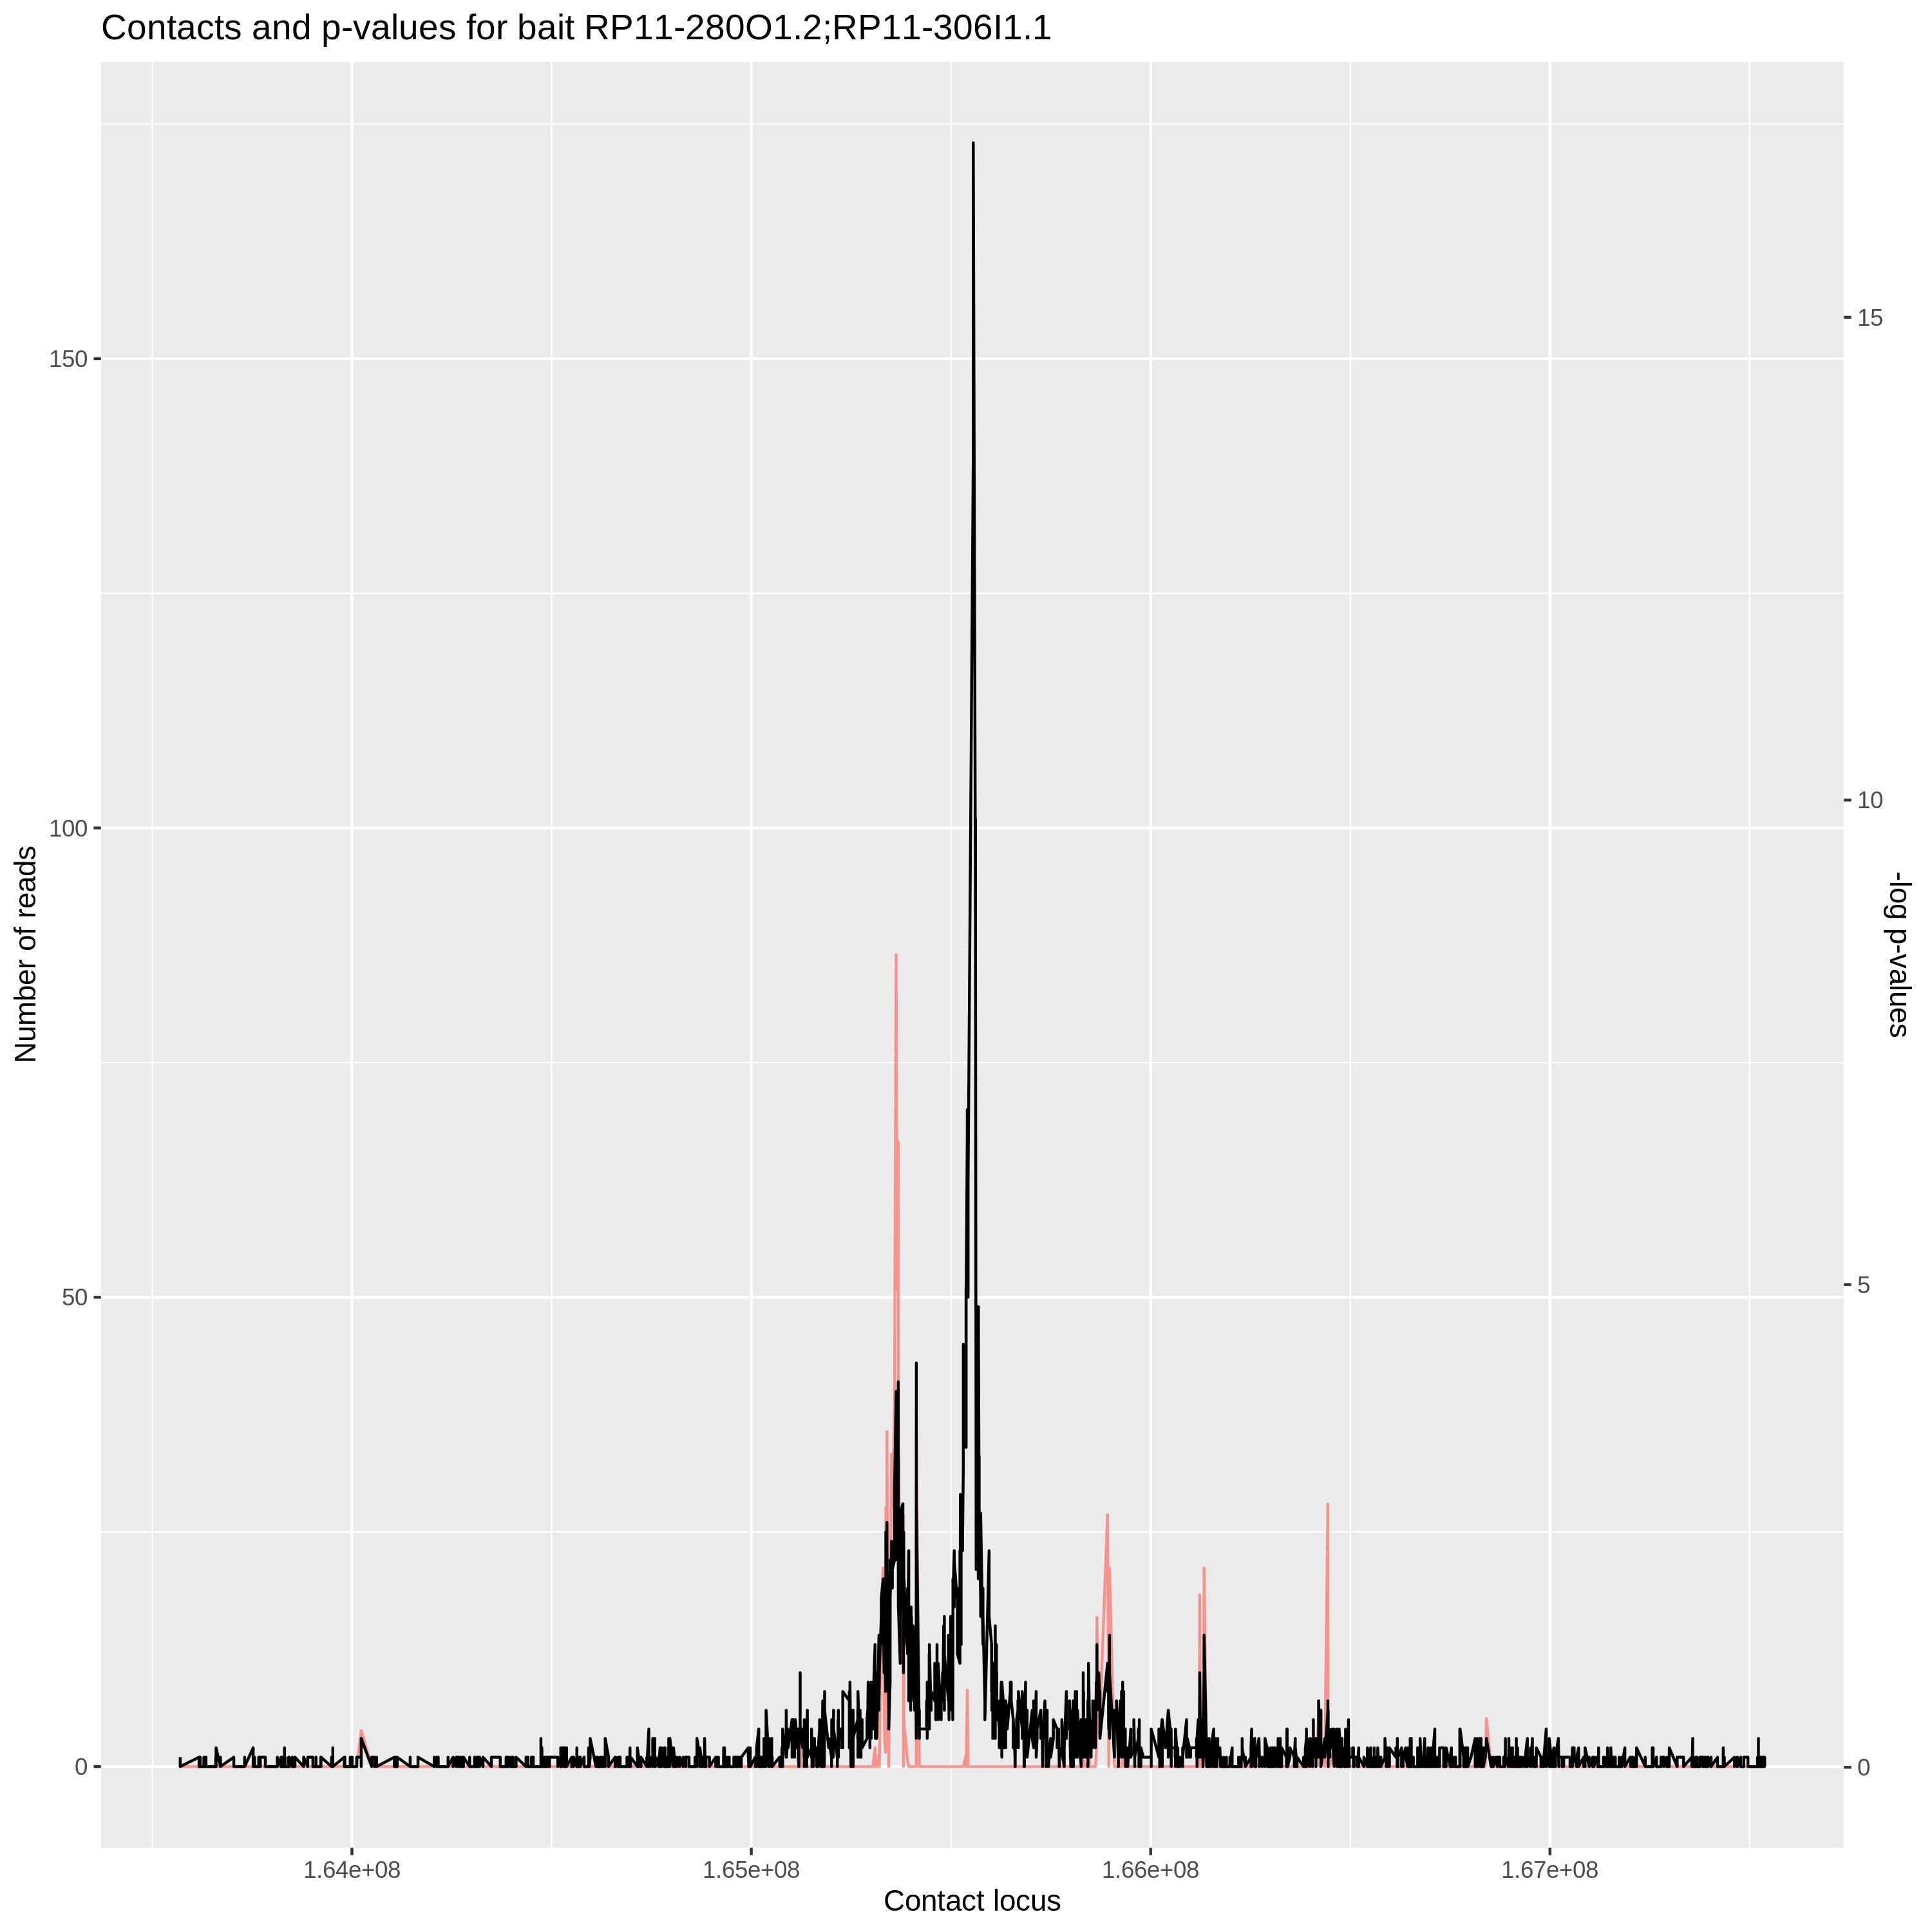 Contacts and p-values for bait RP11-280O1.2;RP11-306I1.1
150
100
50
0
Number of reads
15
10
5
0
-log p-values
1.64e+08
1.65e+08
1.66e+08
1.67e+08
Contact locus